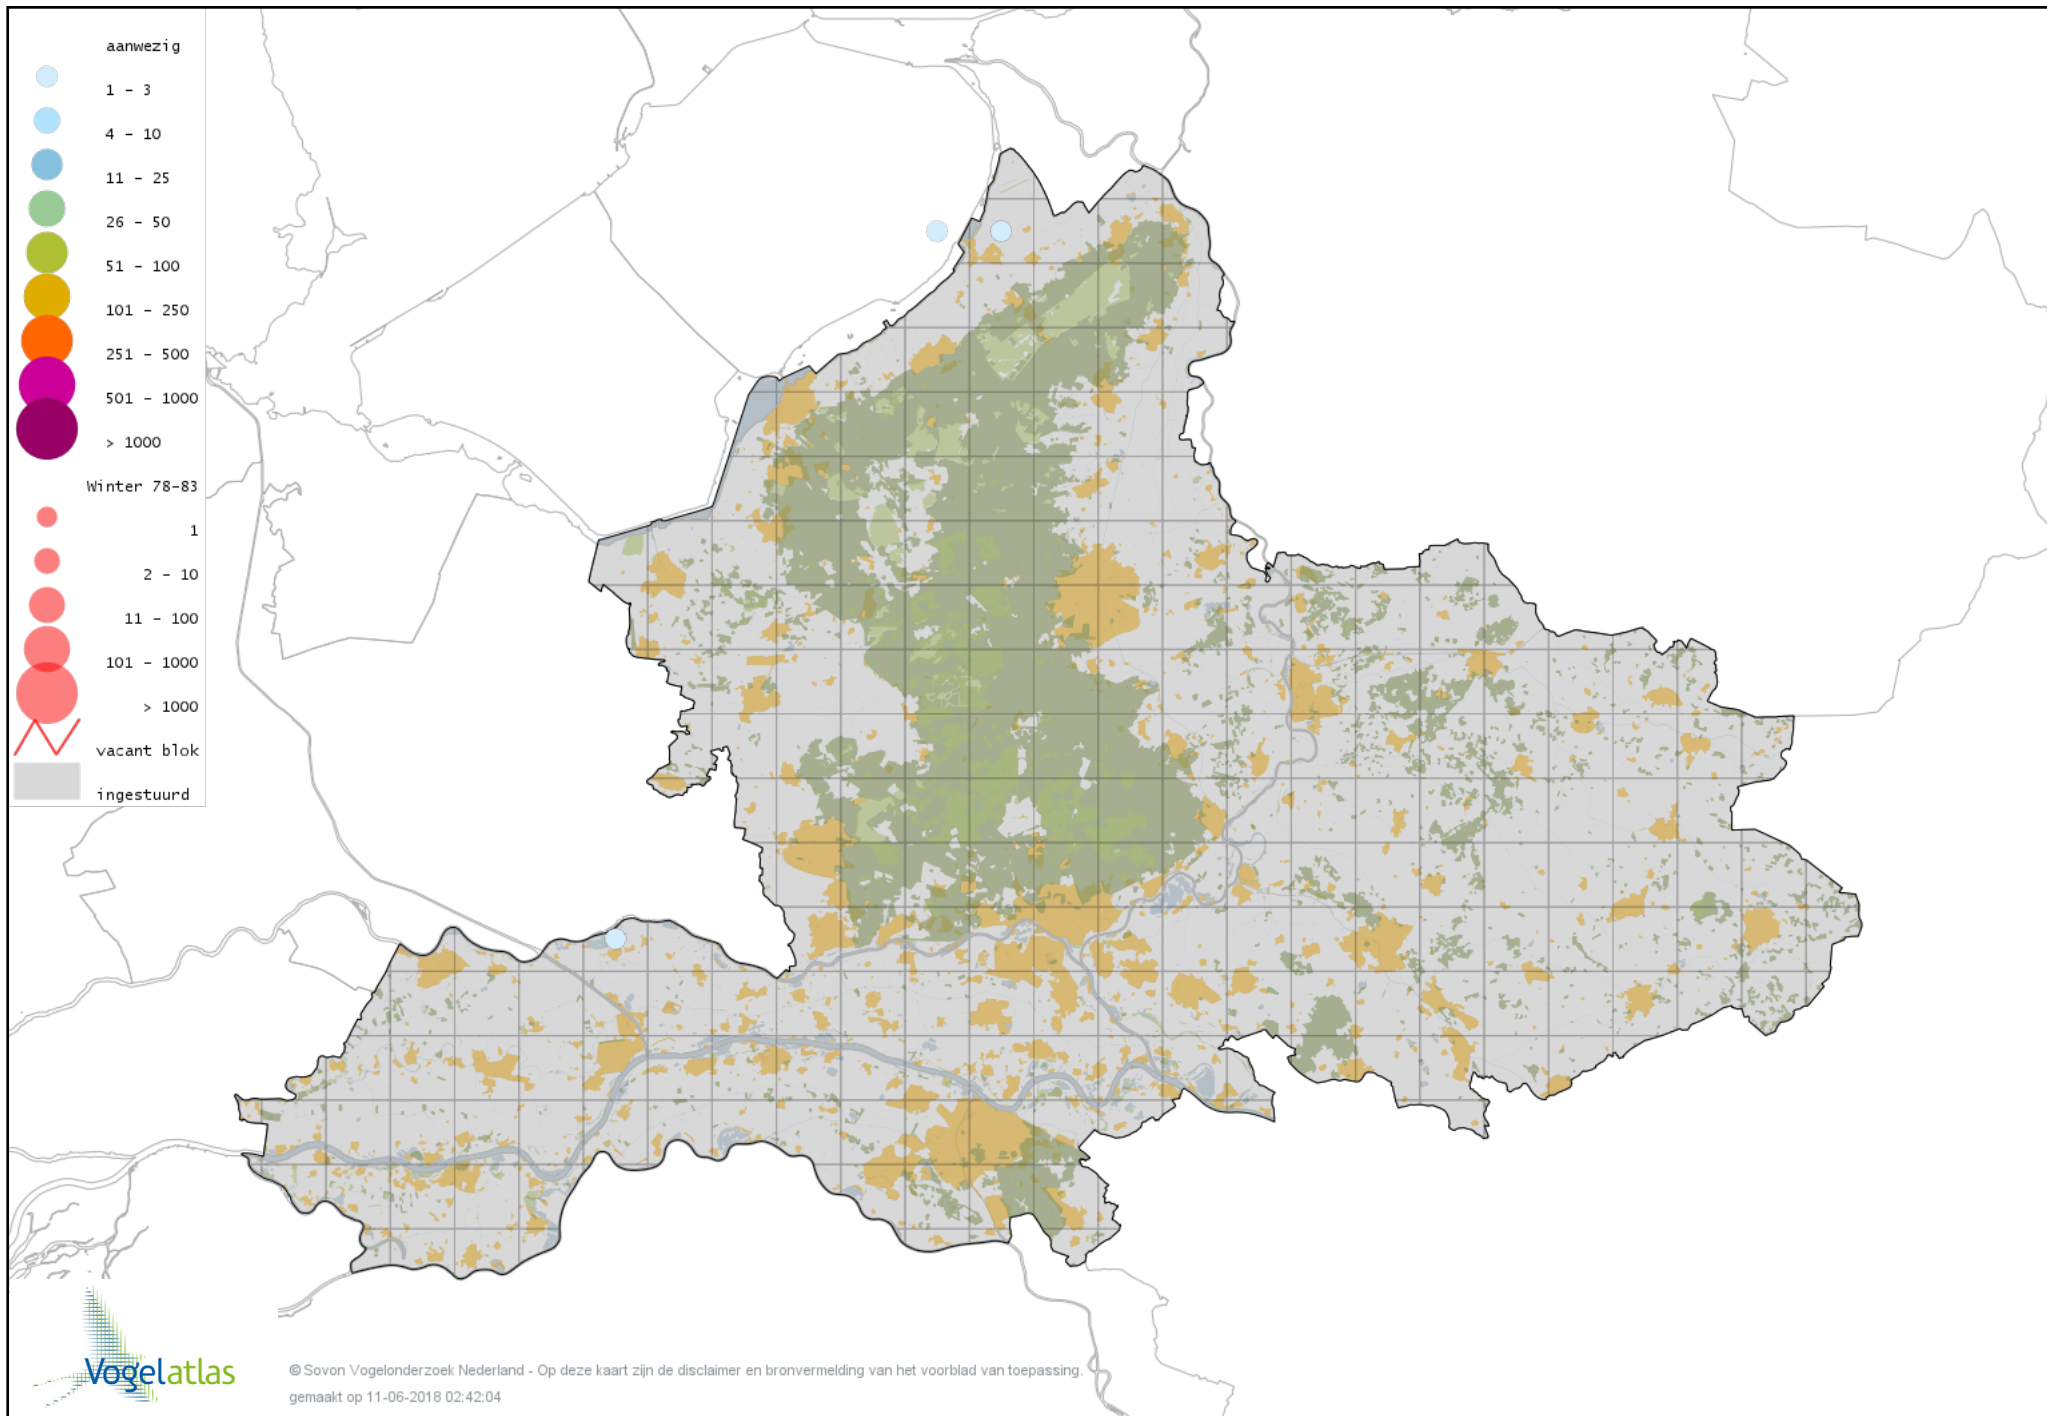 aanwezig
1 - 3
4 - 10
11 - 25
26 - 50
51 - 100
101 - 250
251 - 500
501 - 1000
> 1000
Winter 78-83
1
2 - 10
11 - 100
101 - 1000
> 1000
vacant blok
ingestuurd
Vogelatlas
© Sovon Vogelonderzoek Nederland - Op deze kaart zijn de disclaimer en bronvermelding van het voorblad van toepassing.
gemaakt op 11-06-2018 02:42:04